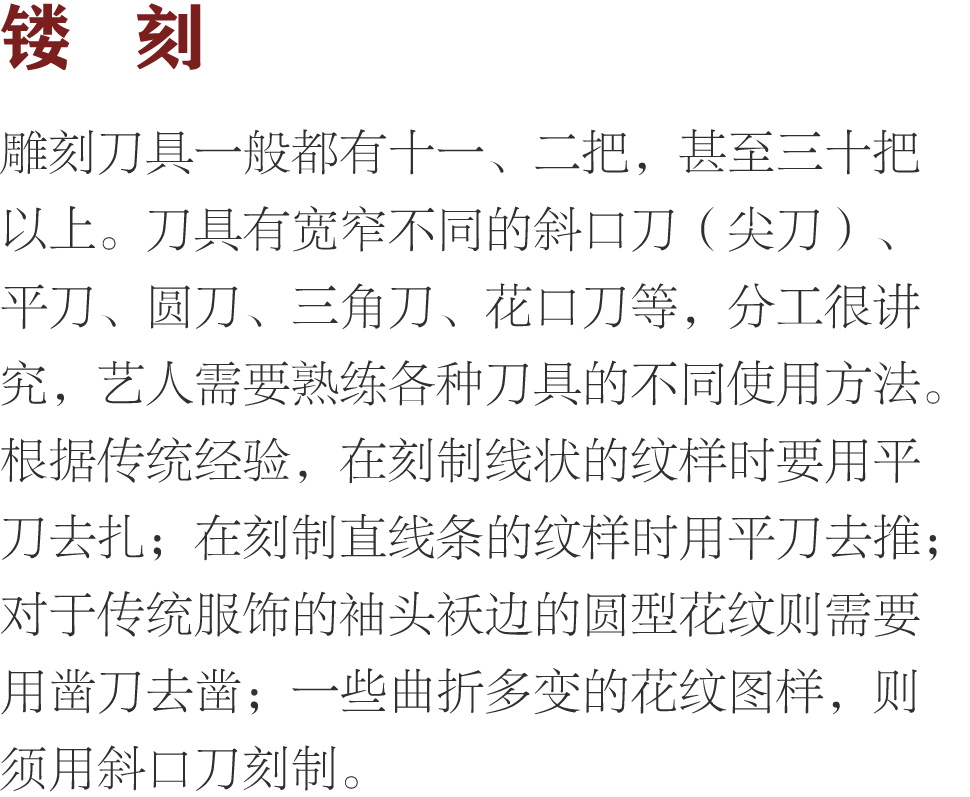 镂 刻
雕刻刀具一般都有十一、二把，甚至三十把
以上。刀具有宽窄不同的斜口刀（尖刀）、
平刀、圆刀、三角刀、花口刀等，分工很讲
究，艺人需要熟练各种刀具的不同使用方法。
根据传统经验，在刻制线状的纹样时要用平
刀去扎；在刻制直线条的纹样时用平刀去推；
对于传统服饰的袖头袄边的圆型花纹则需要
用凿刀去凿；一些曲折多变的花纹图样，则
须用斜口刀刻制。